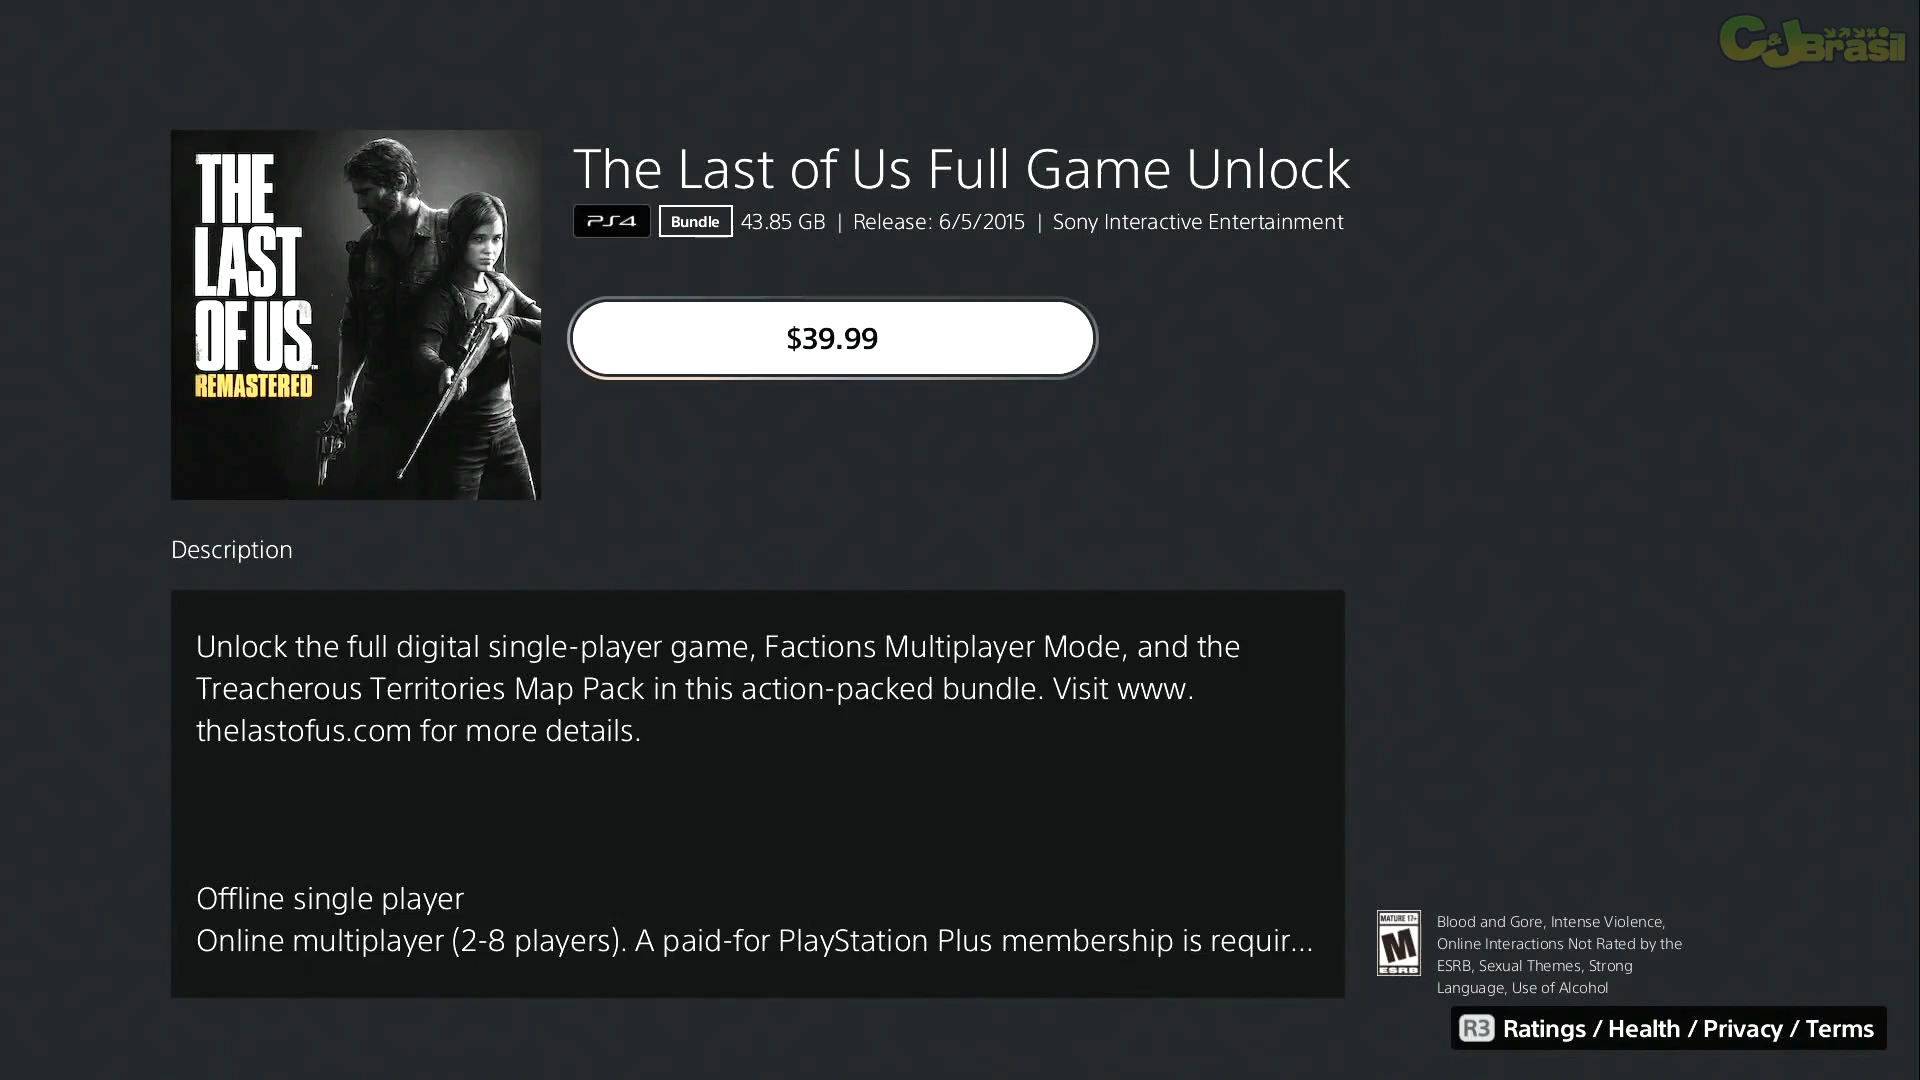 C&JBrasil
THE
LAST
OF US
REMASTERED
The Last of Us Full Game Unlock
PS4 Bundle 43.85 GB | Release: 6/5/2015 | Sony Interactive Entertainment
$39.99
Description
Unlock the full digital single-player game, Factions Multiplayer Mode, and the
Treacherous Territories Map Pack in this action-packed bundle. Visit www.
thelastofus.com for more details.
Offline single player
Online multiplayer (2-8 players). A paid-for PlayStation Plus membership is requir...
MATURE 17+
M
ESRB
Blood and Gore, Intense Violence,
Online Interactions Not Rated by the
ESRB, Sexual Themes, Strong
Language, Use of Alcohol
R3 Ratings / Health / Privacy / Terms